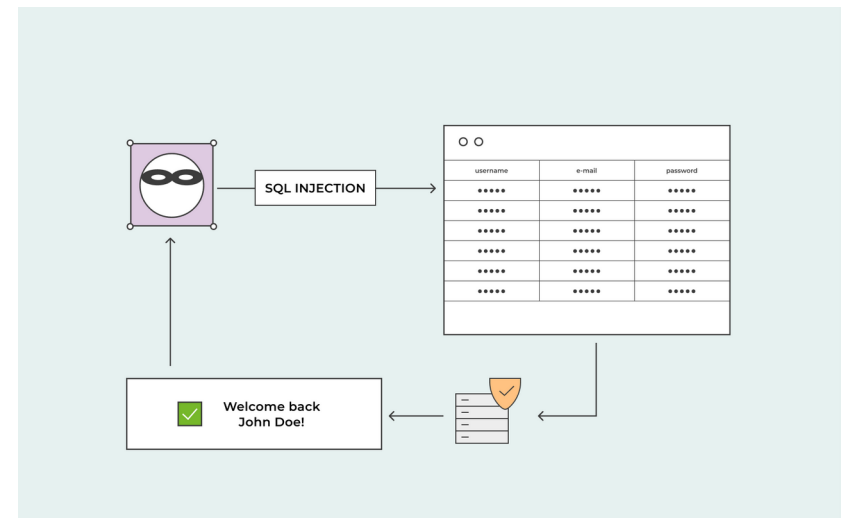 SQL INJECTION
username e-mail password
••••• ••••• •••••
••••• ••••• •••••
••••• ••••• •••••
••••• ••••• •••••
••••• ••••• •••••
••••• ••••• •••••
Welcome back
John Doe!